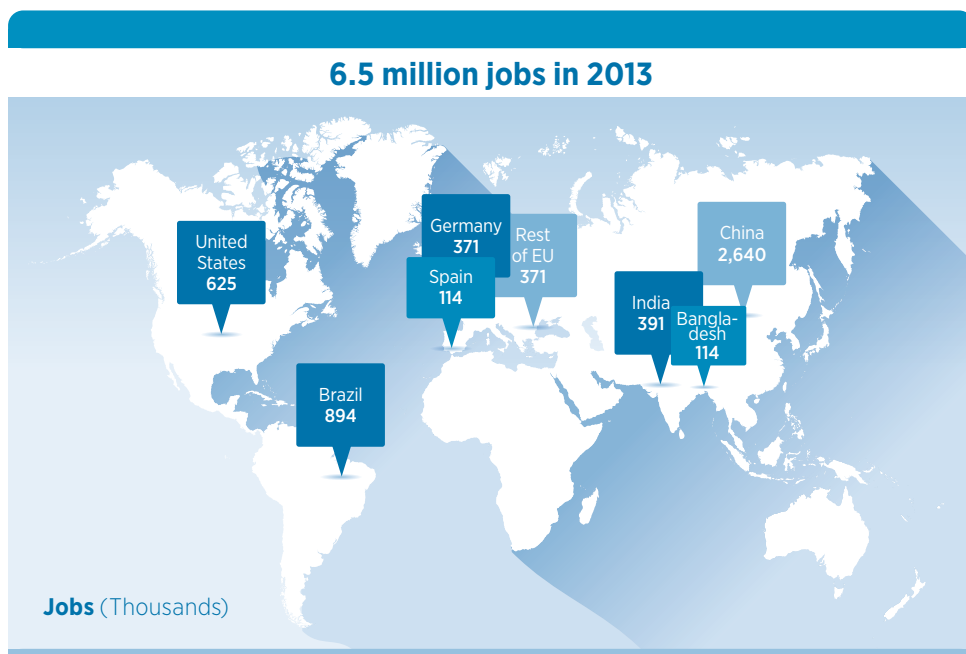 6.5 million jobs in 2013
United
States
625
Germany
371
Rest
of EU
371
Spain
114
China
2,640
India
391
Bangla-
desh
114
Brazil
894
Jobs (Thousands)